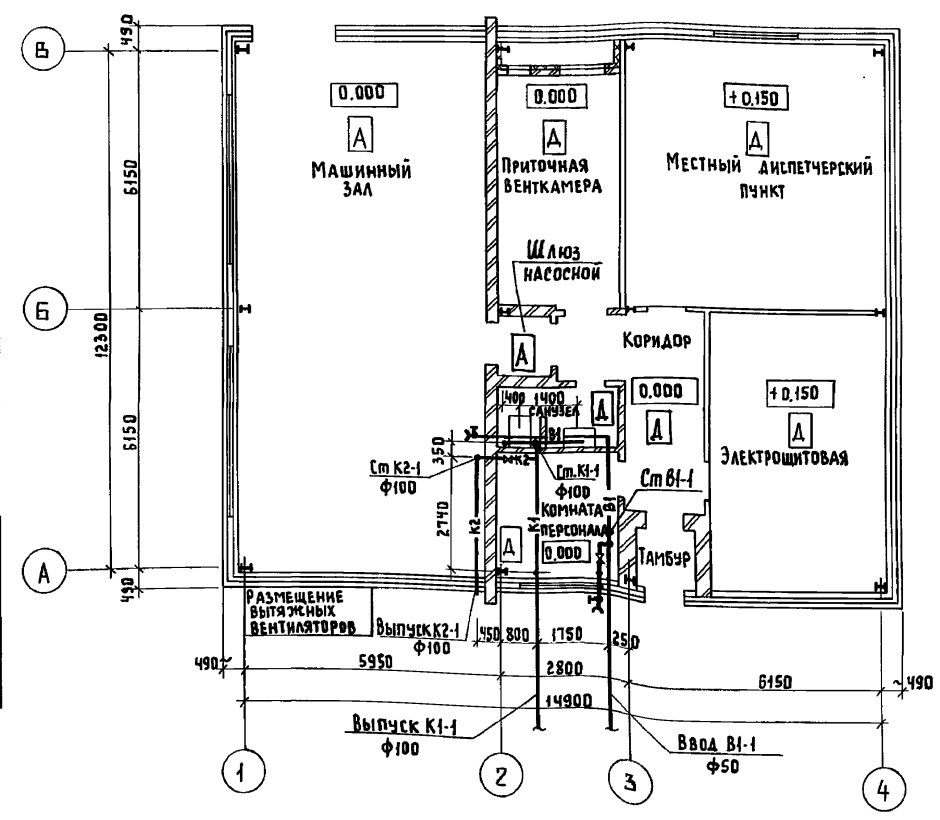 490
В
0.000
0.000
+0.150
А
Д
Д
Машинный
зал
Приточная
венткамера
Местный диспетчерский
пункт
6150
Шлюз
насосной
Б
12300
Коридор
А
0.000
+0.150
400
1400
Санузел
Д
Д
Д
В1
Электрощитовая
6150
350
К2
Ст К2-1
ф100
Ст.К1-1
ф100
Ст В1-1
2740
К2
К1
В1
Комната
персонала
Д
0.000
Тамбур
А
490
Размещение
вытяжных
вентиляторов
Выпуск К2-1
ф100
450
800
1750
250
490
5950
2800
6150
490
14900
Выпуск К1-1
ф100
Ввод В1-1
ф50
1
2
3
4